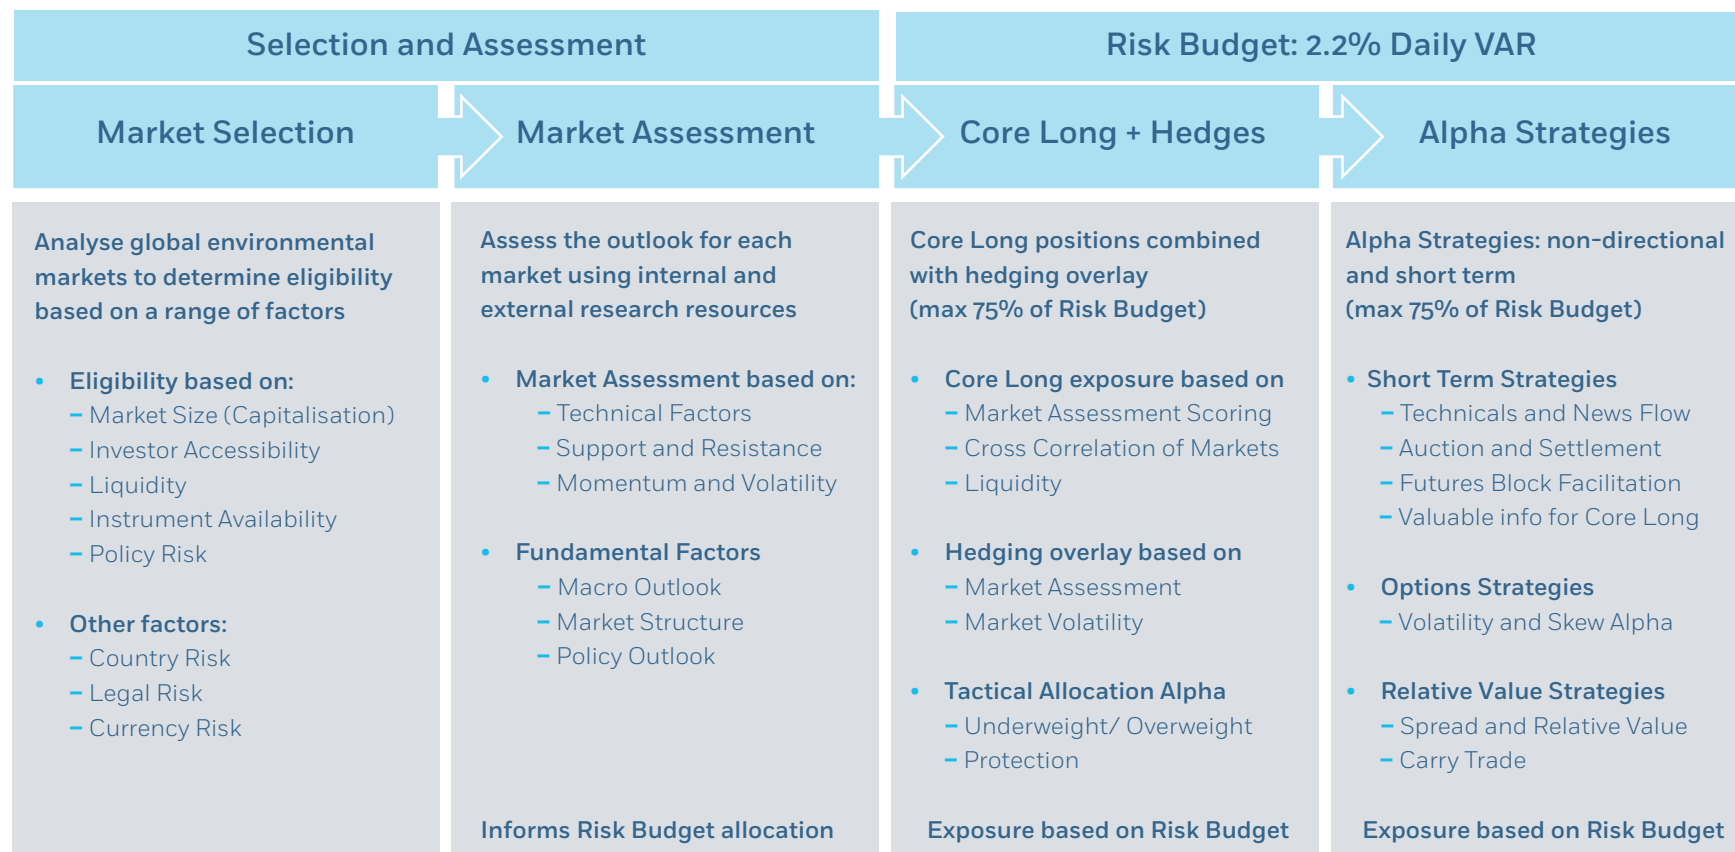 Selection and Assessment
Risk Budget: 2.2% Daily VAR
Market Selection
Market Assessment
Core Long + Hedges
Alpha Strategies
Analyse global environmental
markets to determine eligibility
based on a range of factors
• Eligibility based on:
– Market Size (Capitalisation)
– Investor Accessibility
– Liquidity
– Instrument Availability
– Policy Risk
• Other factors:
– Country Risk
– Legal Risk
– Currency Risk
Assess the outlook for each
market using internal and
external research resources
• Market Assessment based on:
– Technical Factors
– Support and Resistance
– Momentum and Volatility
• Fundamental Factors
– Macro Outlook
– Market Structure
– Policy Outlook
Informs Risk Budget allocation
Core Long positions combined
with hedging overlay
(max 75% of Risk Budget)
• Core Long exposure based on
– Market Assessment Scoring
– Cross Correlation of Markets
– Liquidity
• Hedging overlay based on
– Market Assessment
– Market Volatility
• Tactical Allocation Alpha
– Underweight/ Overweight
– Protection
Exposure based on Risk Budget
Alpha Strategies: non-directional
and short term
(max 75% of Risk Budget)
• Short Term Strategies
– Technicals and News Flow
– Auction and Settlement
– Futures Block Facilitation
– Valuable info for Core Long
• Options Strategies
– Volatility and Skew Alpha
• Relative Value Strategies
– Spread and Relative Value
– Carry Trade
Exposure based on Risk Budget